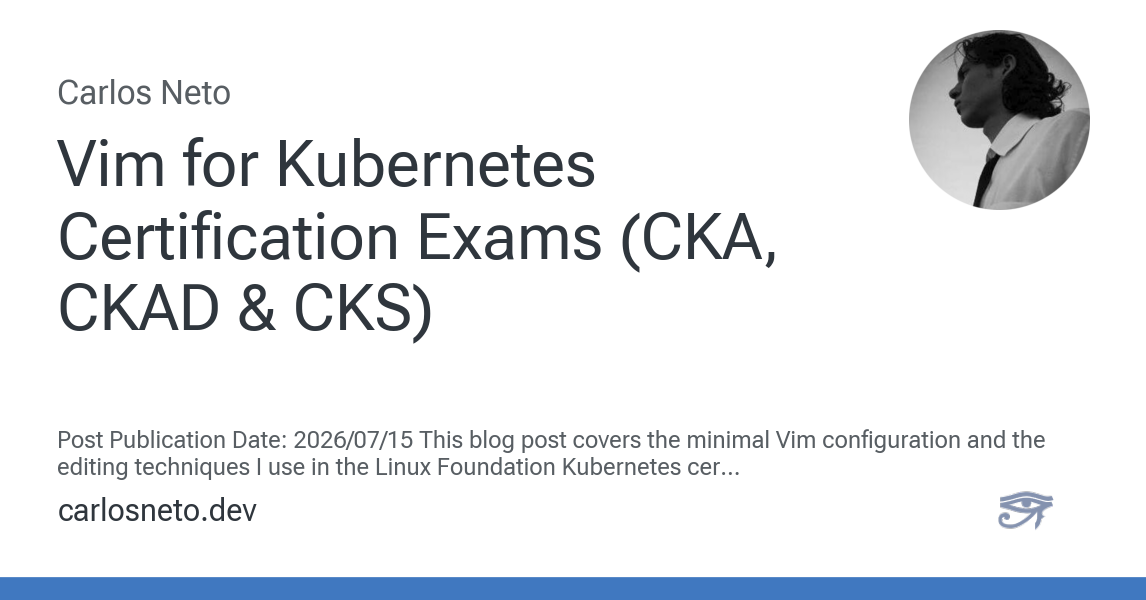 Carlos Neto
Vim for Kubernetes
Certification Exams (CKA,
CKAD & CKS)
Post Publication Date: 2026/07/15 This blog post covers the minimal Vim configuration and the
editing techniques I use in the Linux Foundation Kubernetes cer...
carlosneto.dev